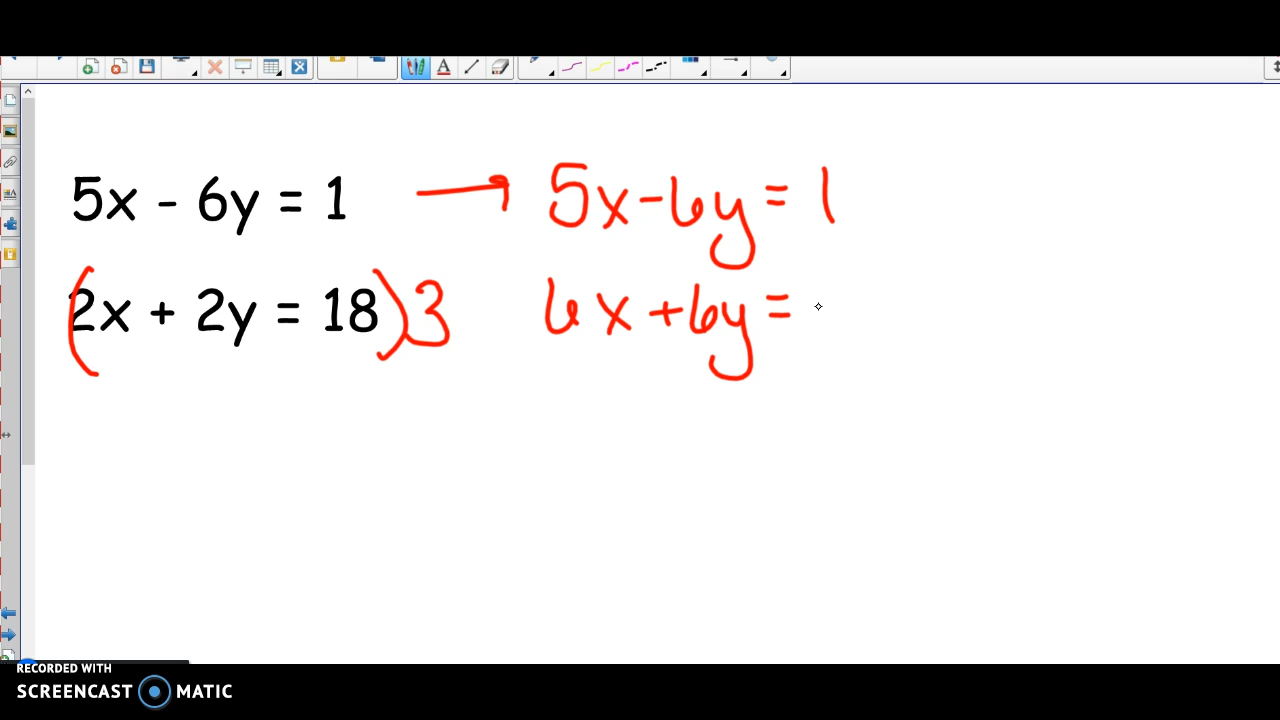 5x - 6y = 1 → 5x-6y = 1
(2x + 2y = 18)3 6x+6y =
RECORDED WITH
SCREENCAST MATIC